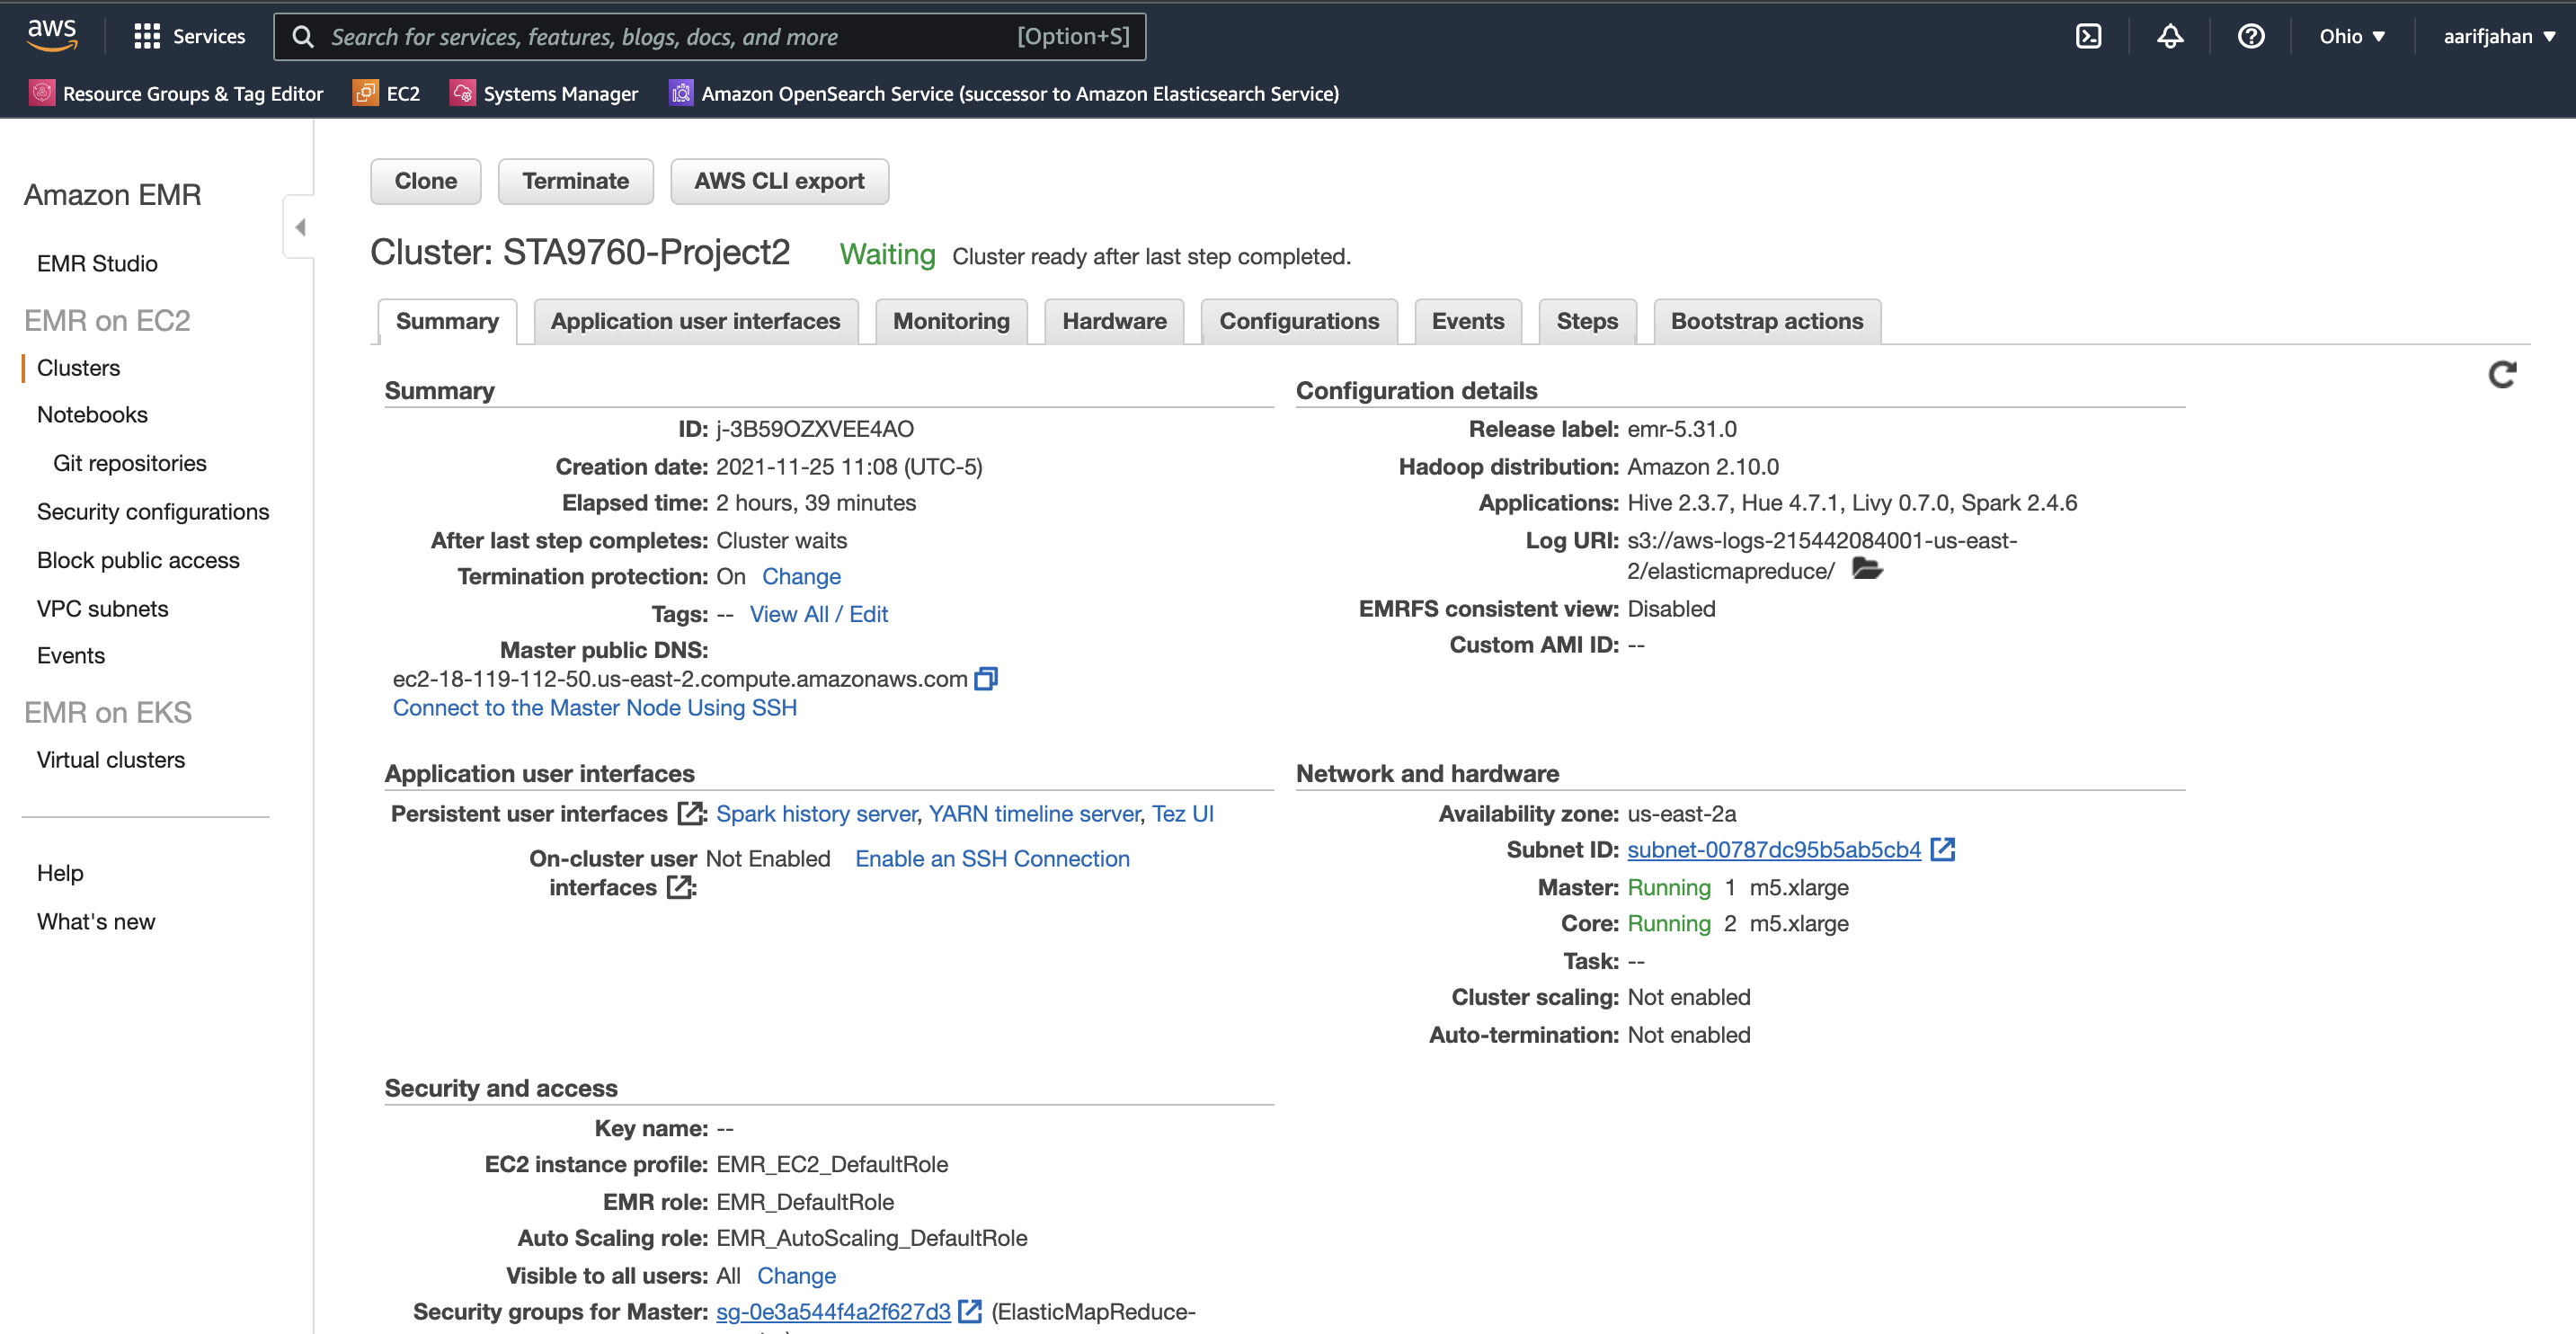 aws Services Search for services, features, blogs, docs, and more [Option+S] Ohio ▼ aarifjahan ▼
Resource Groups & Tag Editor EC2 Systems Manager Amazon OpenSearch Service (successor to Amazon Elasticsearch Service)
Amazon EMR
EMR Studio
EMR on EC2
Clusters
Notebooks
Git repositories
Security configurations
Block public access
VPC subnets
Events
EMR on EKS
Virtual clusters
Help
What's new
Clone Terminate AWS CLI export
Cluster: STA9760-Project2 Waiting Cluster ready after last step completed.
Summary Application user interfaces Monitoring Hardware Configurations Events Steps Bootstrap actions
Summary
ID: j-3B59OZXVEE4AO
Creation date: 2021-11-25 11:08 (UTC-5)
Elapsed time: 2 hours, 39 minutes
After last step completes: Cluster waits
Termination protection: On Change
Tags: -- View All / Edit
Master public DNS:
ec2-18-119-112-50.us-east-2.compute.amazonaws.com
Connect to the Master Node Using SSH
Configuration details
Release label: emr-5.31.0
Hadoop distribution: Amazon 2.10.0
Applications: Hive 2.3.7, Hue 4.7.1, Livy 0.7.0, Spark 2.4.6
Log URI: s3://aws-logs-215442084001-us-east-
2/elasticmapreduce/
EMRFS consistent view: Disabled
Custom AMI ID: --
Application user interfaces
Persistent user interfaces : Spark history server, YARN timeline server, Tez UI
On-cluster user Not Enabled Enable an SSH Connection
interfaces :
Network and hardware
Availability zone: us-east-2a
Subnet ID: subnet-00787dc95b5ab5cb4
Master: Running 1 m5.xlarge
Core: Running 2 m5.xlarge
Task: --
Cluster scaling: Not enabled
Auto-termination: Not enabled
Security and access
Key name: --
EC2 instance profile: EMR_EC2_DefaultRole
EMR role: EMR_DefaultRole
Auto Scaling role: EMR_AutoScaling_DefaultRole
Visible to all users: All Change
Security groups for Master: sg-0e3a544f4a2f627d3 (ElasticMapReduce-